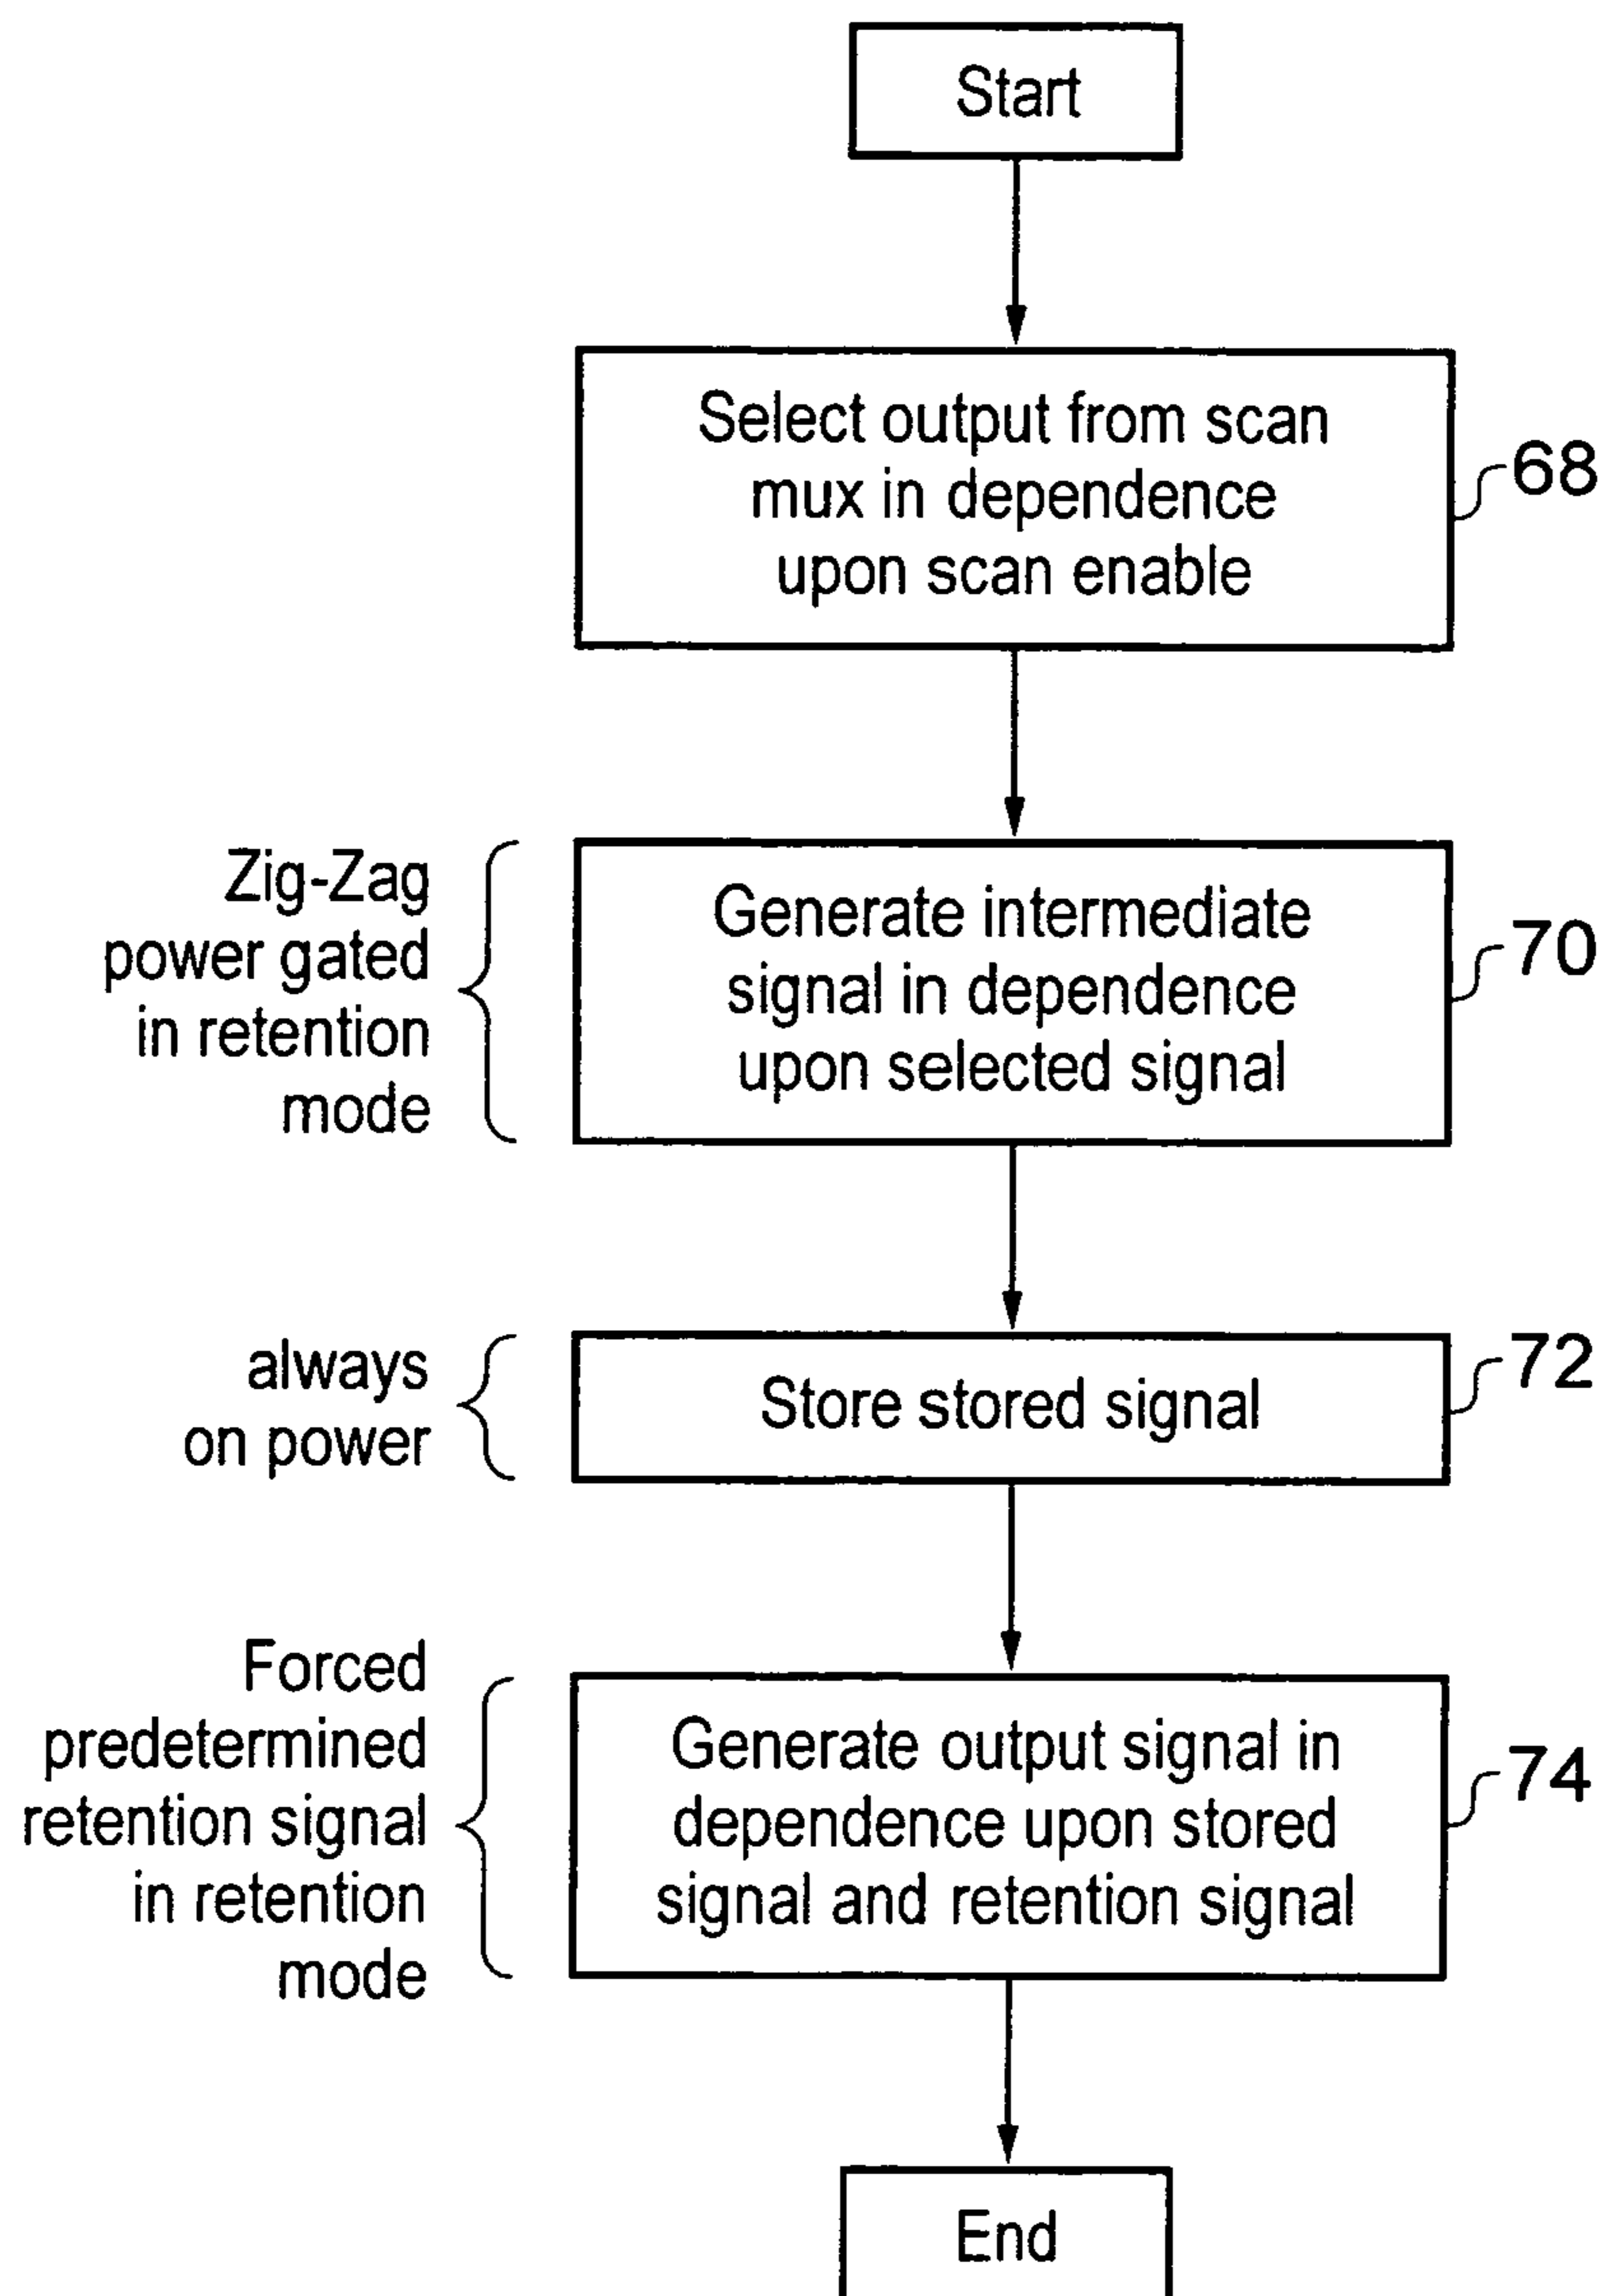 Start
Select output from scan
mux in dependence
upon scan enable
68
Zig-Zag
power gated
in retention
mode
Generate intermediate
signal in dependence
upon selected signal
70
always
on power
Store stored signal
72
Forced
predetermined
retention signal
in retention
mode
Generate output signal in
dependence upon stored
signal and retention signal
74
End